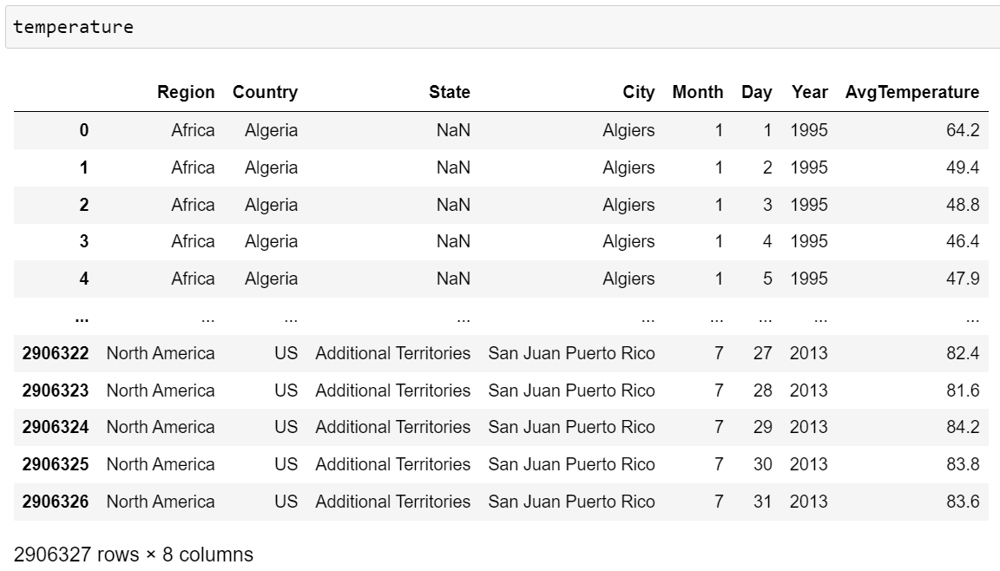 temperature
Region Country State City Month Day Year AvgTemperature
0 Africa Algeria NaN Algiers 1 1 1995 64.2
1 Africa Algeria NaN Algiers 1 2 1995 49.4
2 Africa Algeria NaN Algiers 1 3 1995 48.8
3 Africa Algeria NaN Algiers 1 4 1995 46.4
4 Africa Algeria NaN Algiers 1 5 1995 47.9
... ... ... ... ... ... ... ... ...
2906322 North America US Additional Territories San Juan Puerto Rico 7 27 2013 82.4
2906323 North America US Additional Territories San Juan Puerto Rico 7 28 2013 81.6
2906324 North America US Additional Territories San Juan Puerto Rico 7 29 2013 84.2
2906325 North America US Additional Territories San Juan Puerto Rico 7 30 2013 83.8
2906326 North America US Additional Territories San Juan Puerto Rico 7 31 2013 83.6
2906327 rows × 8 columns